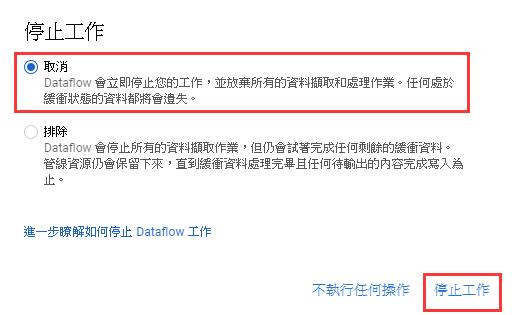 停止工作
取消
Dataflow 會立即停止您的工作，並放棄所有的資料擷取和處理作業。任何處於
緩衝狀態的資料都將會遺失。
排除
Dataflow 會停止所有的資料擷取作業，但仍會試著完成任何剩餘的緩衝資料。
管線資源仍會保留下來，直到緩衝資料處理完畢且任何待輸出的內容完成寫入為
止。
進一步瞭解如何停止 Dataflow 工作
不執行任何操作
停止工作